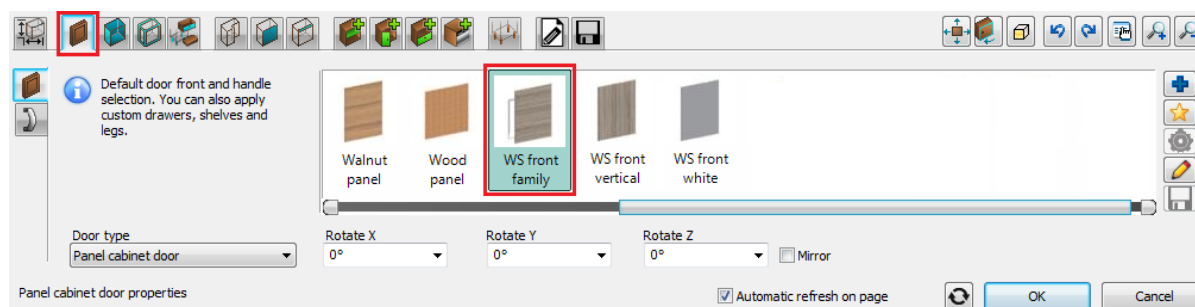 Default door front and handle
selection. You can also apply
custom drawers, shelves and
legs.
Walnut
panel
Wood
panel
WS front
family
WS front
vertical
WS front
white
Door type
Panel cabinet door
Rotate X
0°
Rotate Y
0°
Rotate Z
0°
Mirror
Panel cabinet door properties
Automatic refresh on page
OK
Cancel